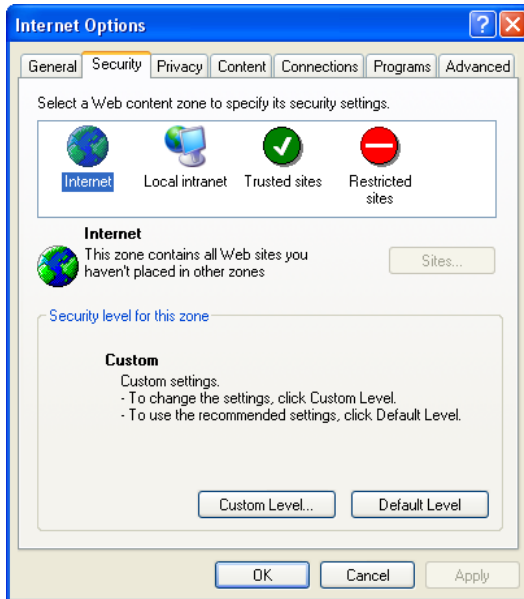 Internet Options
General Security Privacy Content Connections Programs Advanced
Select a Web content zone to specify its security settings.
Internet Local intranet Trusted sites Restricted
sites
Internet
This zone contains all Web sites you
haven't placed in other zones
Sites...
Security level for this zone
Custom
Custom settings.
- To change the settings, click Custom Level.
- To use the recommended settings, click Default Level.
Custom Level... Default Level
OK Cancel Apply